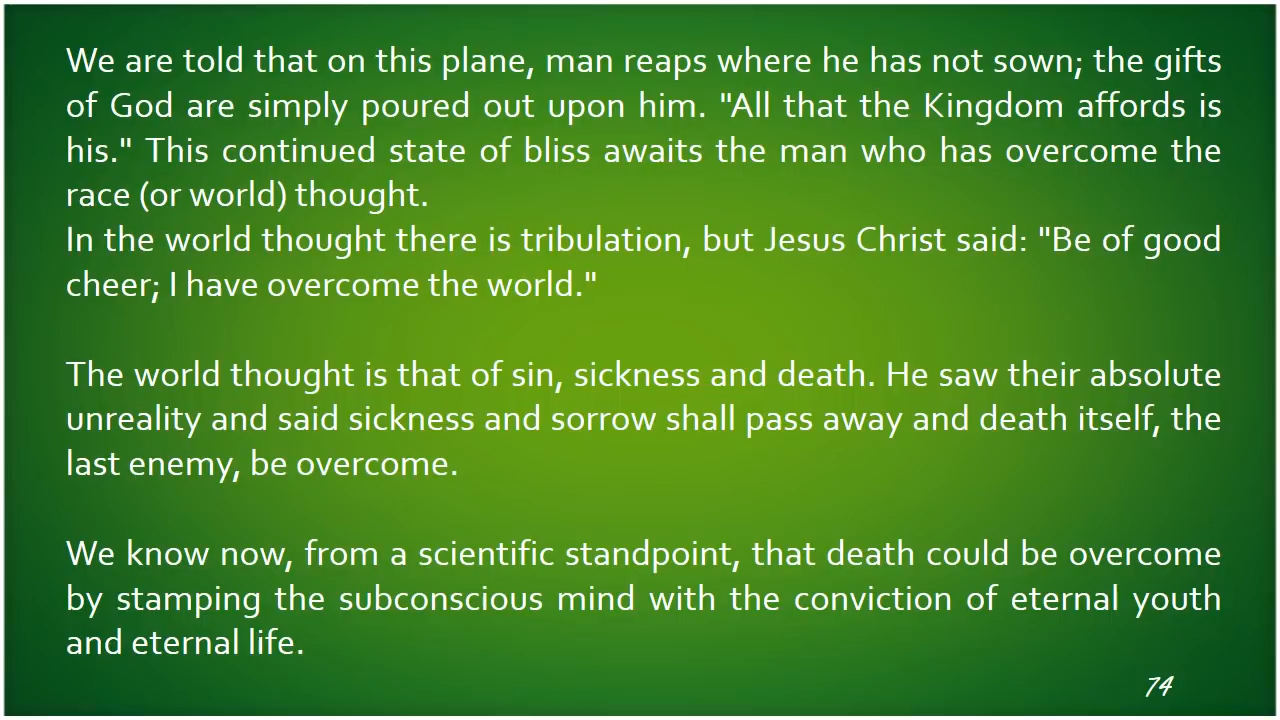 We are told that on this plane, man reaps where he has not sown; the gifts
of God are simply poured out upon him. "All that the Kingdom affords is
his." This continued state of bliss awaits the man who has overcome the
race (or world) thought.
In the world thought there is tribulation, but Jesus Christ said: "Be of good
cheer; I have overcome the world."
The world thought is that of sin, sickness and death. He saw their absolute
unreality and said sickness and sorrow shall pass away and death itself, the
last enemy, be overcome.
We know now, from a scientific standpoint, that death could be overcome
by stamping the subconscious mind with the conviction of eternal youth
and eternal life.
74